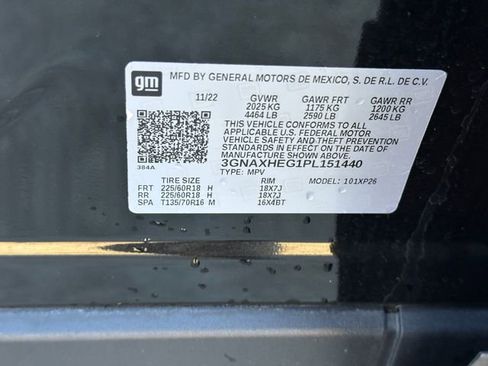 gm
MFD BY GENERAL MOTORS DE MEXICO, S. DE R.L. DE C.V.
11/22 GVWR GAWR FRT GAWR RR
2025 KG 1175 KG 1200 KG
4464 LB 2590 LB 2645 LB
THIS VEHICLE CONFORMS TO ALL
APPLICABLE U.S. FEDERAL MOTOR
VEHICLE SAFETY AND THEFT PREVENTION
STANDARDS IN EFFECT ON THE DATE OF
MANUFACTURE SHOWN ABOVE.
384A 3GNAXHEG1PL151440
TYPE: MPV
TIRE SIZE RIM MODEL: 101XP26
FRT 225/60R18 H 18X7J
RR 225/60R18 H 18X7J
SPA T135/70R16 M 16X4BT